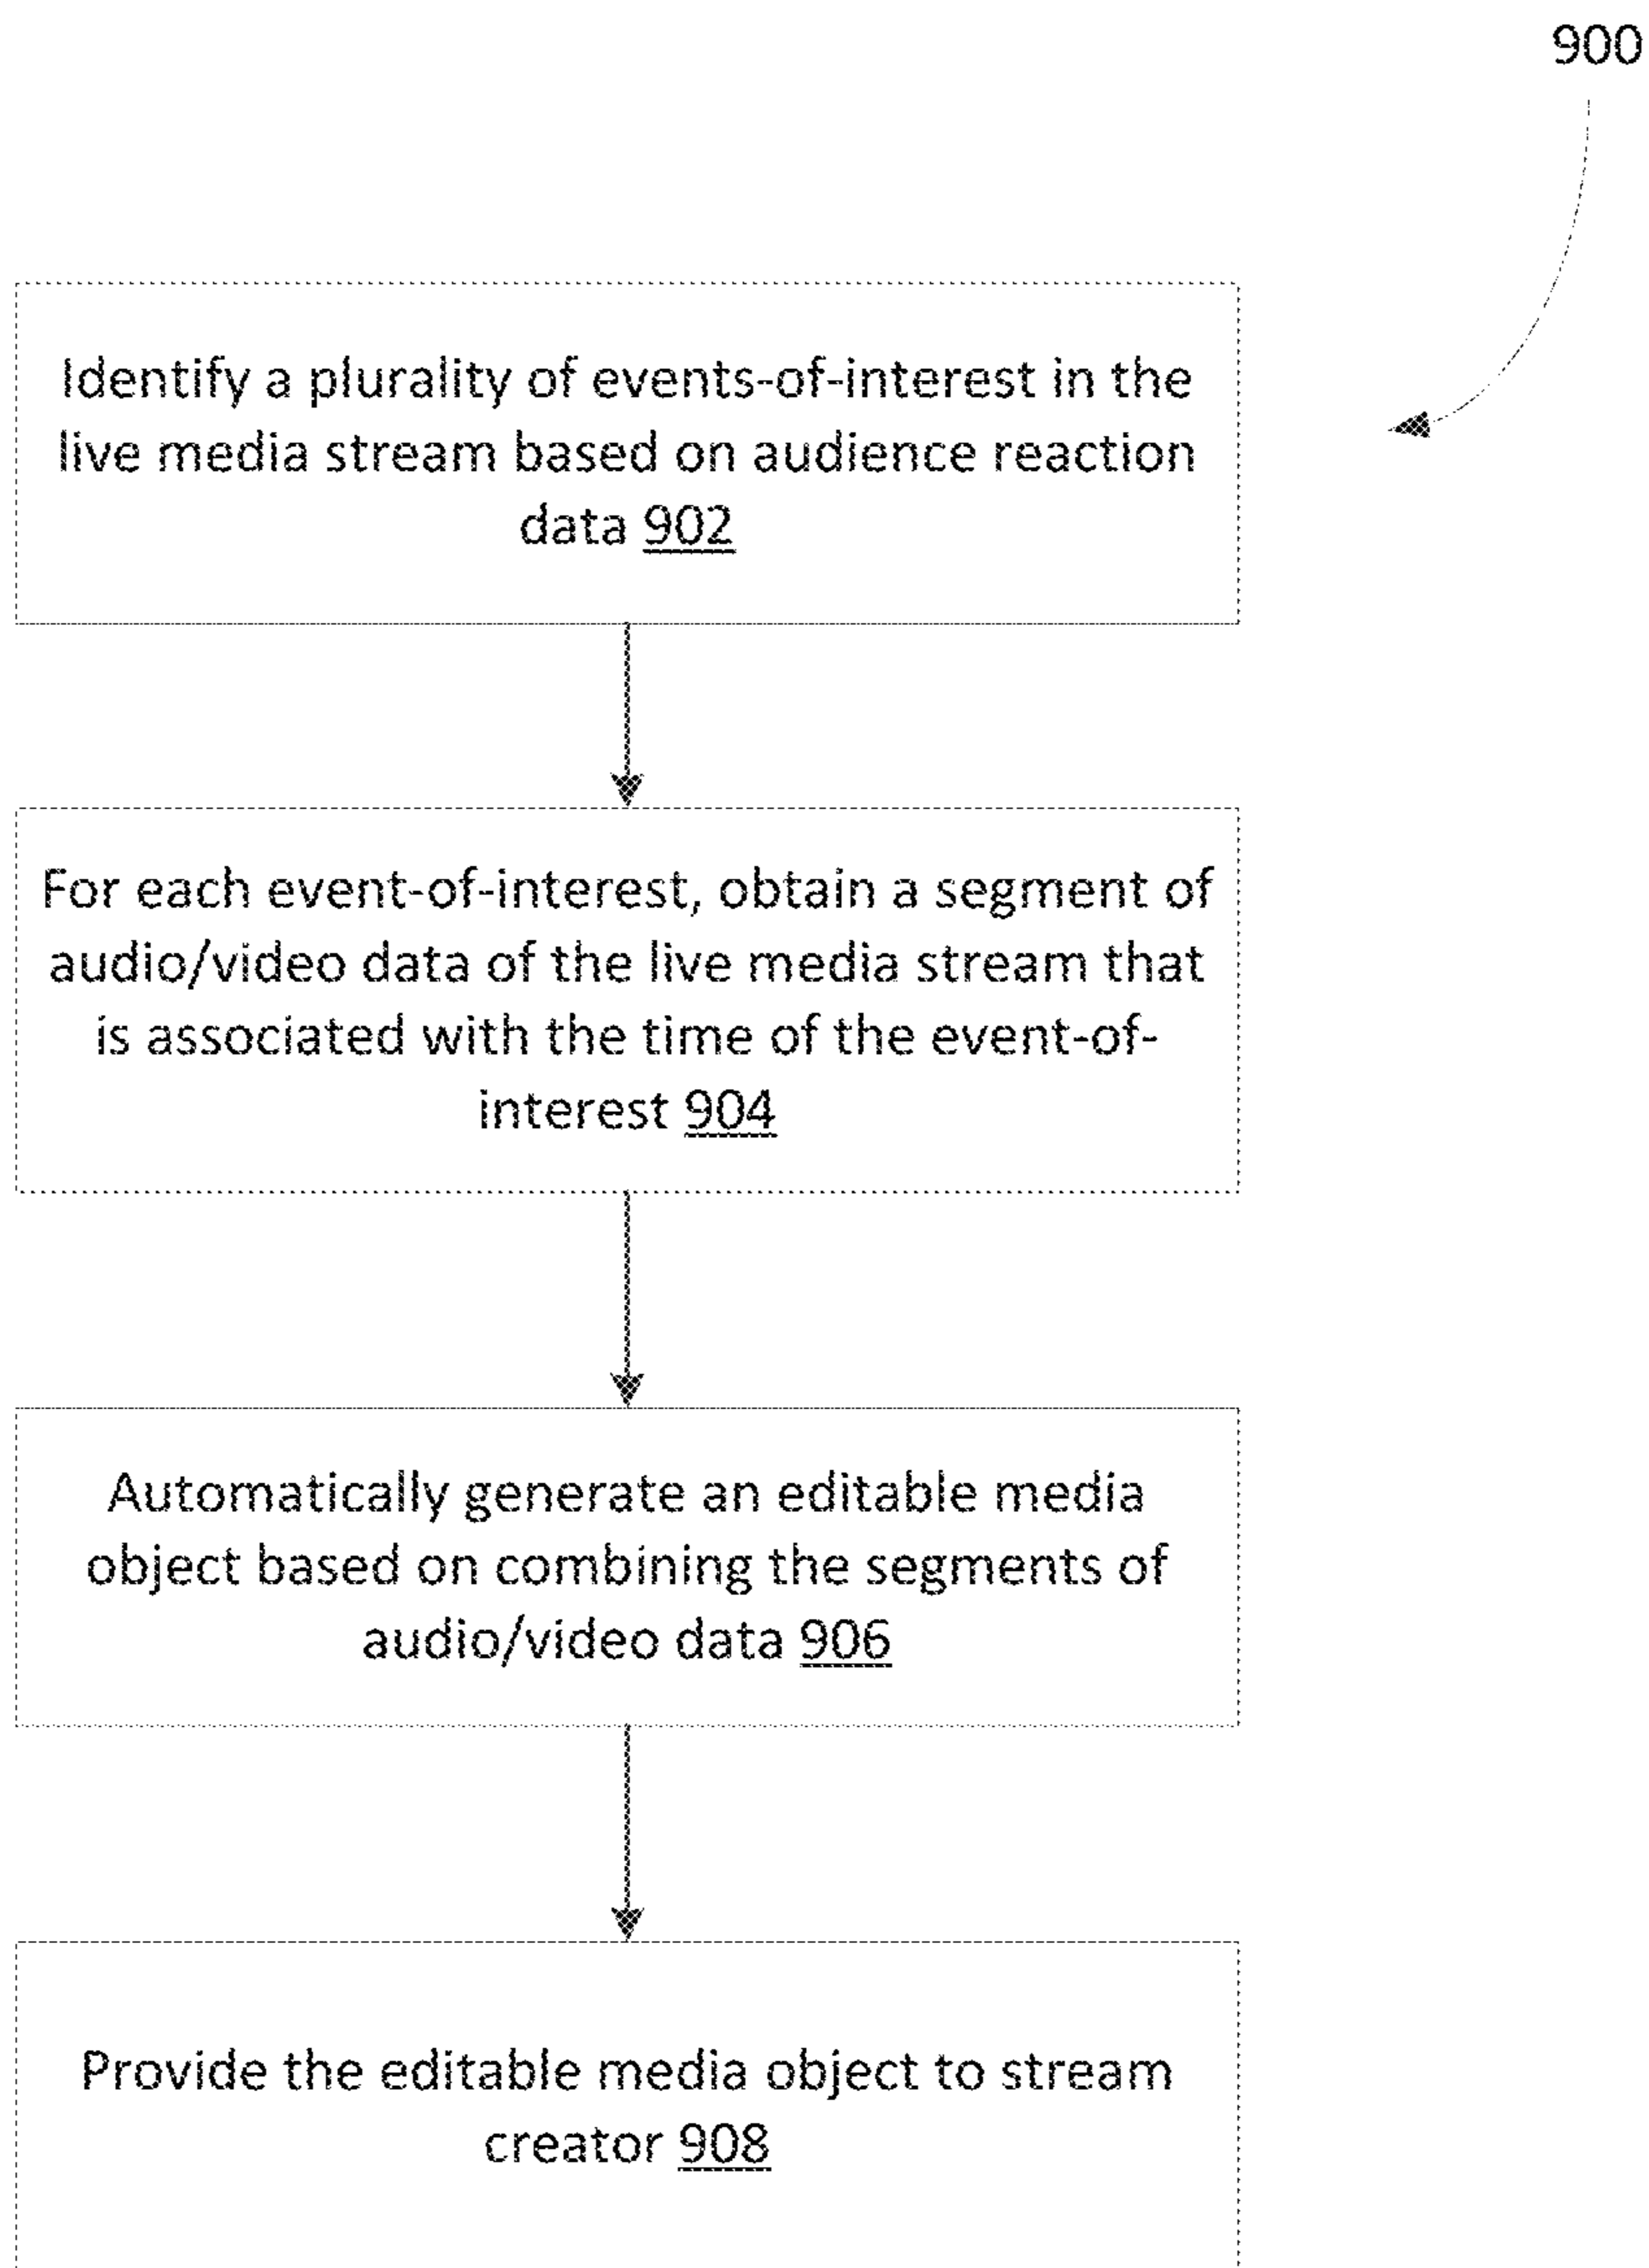 900
Identify a plurality of events-of-interest in the
live media stream based on audience reaction
data 902
For each event-of-interest, obtain a segment of
audio/video data of the live media stream that
is associated with the time of the event-of-
interest 904
Automatically generate an editable media
object based on combining the segments of
audio/video data 906
Provide the editable media object to stream
creator 908